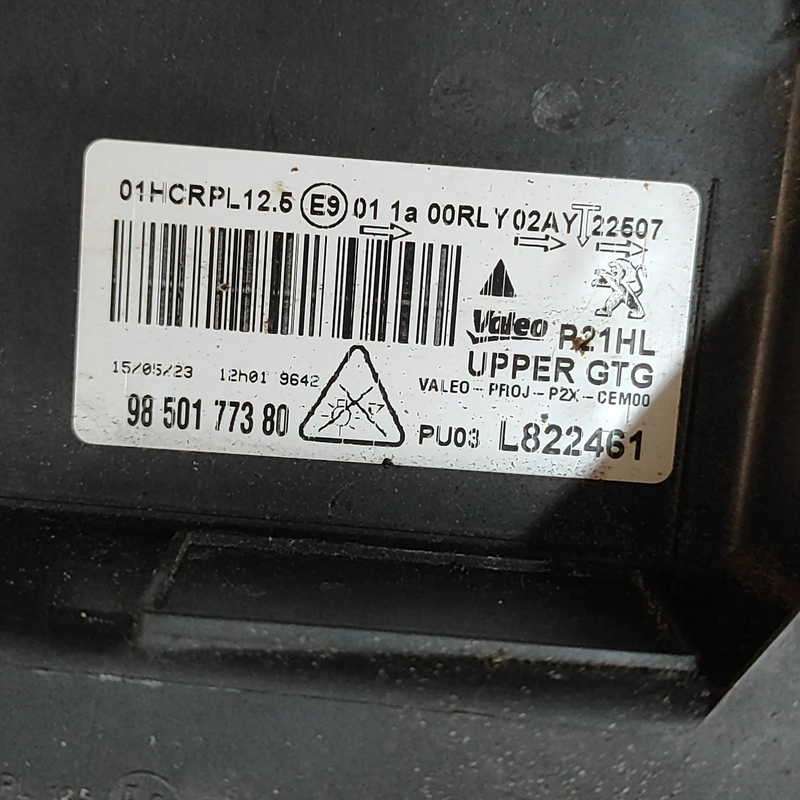 01HCRPL12.5 E9 01 1a 00RLY02AY 22507
Valeo P21HL
UPPER GTG
15/05/23 12h01 9642
VALEO-PROJ-P2X-CEM00
98 501 773 80 PU03 L822461